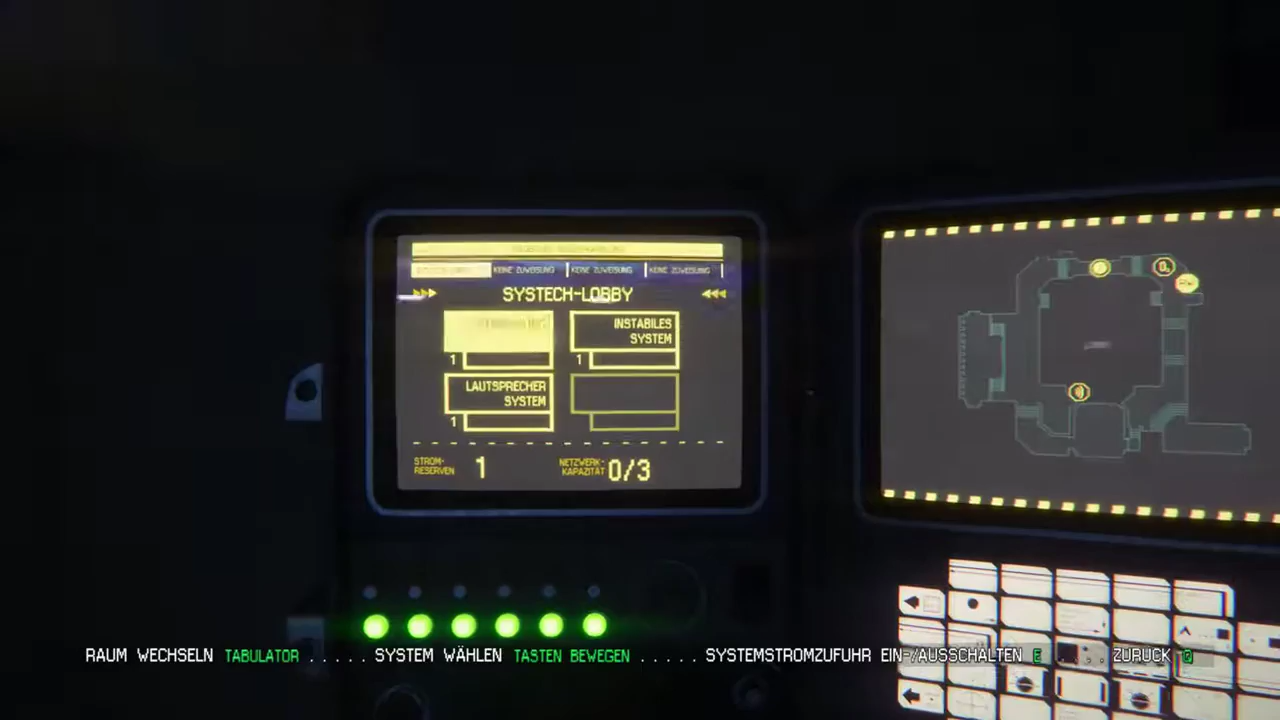 KEINE ZUWEISUNG KEINE ZUWEISUNG KEINE ZUWEISUNG
SYSTECH-LOBBY
INSTABILES
SYSTEM
1 1
LAUTSPRECHER
SYSTEM
1
STROM-
RESERVEN 1
NETZWERK-
KAPAZITÄT 0/3
RAUM WECHSELN TABULATOR ..... SYSTEM WÄHLEN TASTEN BEWEGEN ..... SYSTEMSTROMZUFUHR EIN-/AUSSCHALTEN E ..... ZURÜCK Q